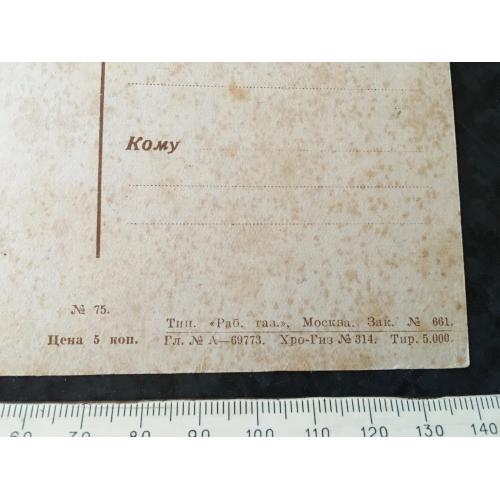 Кому
№ 75.
Цена 5 коп.
Тип. «Раб. газ.», Москва. Зак. № 661.
Гл. № А—69773. Хро-Гиз № 314. Тир. 5.000.
60 70 80 90 100 110 120 130 140